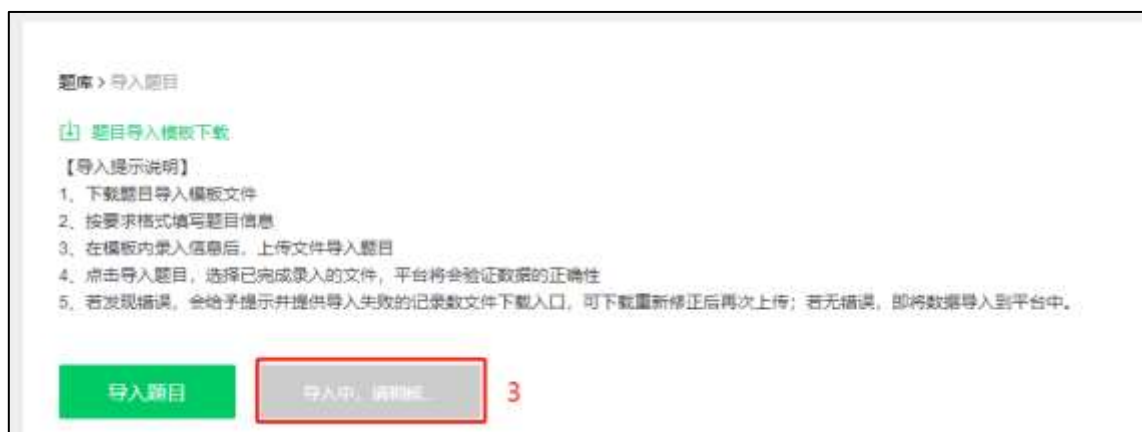 题库 > 导入题目
题目导入模板下载
【导入提示说明】
1、下载题目导入模板文件
2、按要求格式填写题目信息
3、在模板内录入信息后，上传文件导入题目
4、点击导入题目，选择已完成录入的文件，平台将会验证数据的正确性
5、若发现错误，会给予提示并提供导入失败的记录数文件下载入口，可下载重新修正后再次上传；若无错误，即将数据导入到平台中。
导入题目
导入中，请稍候...
3